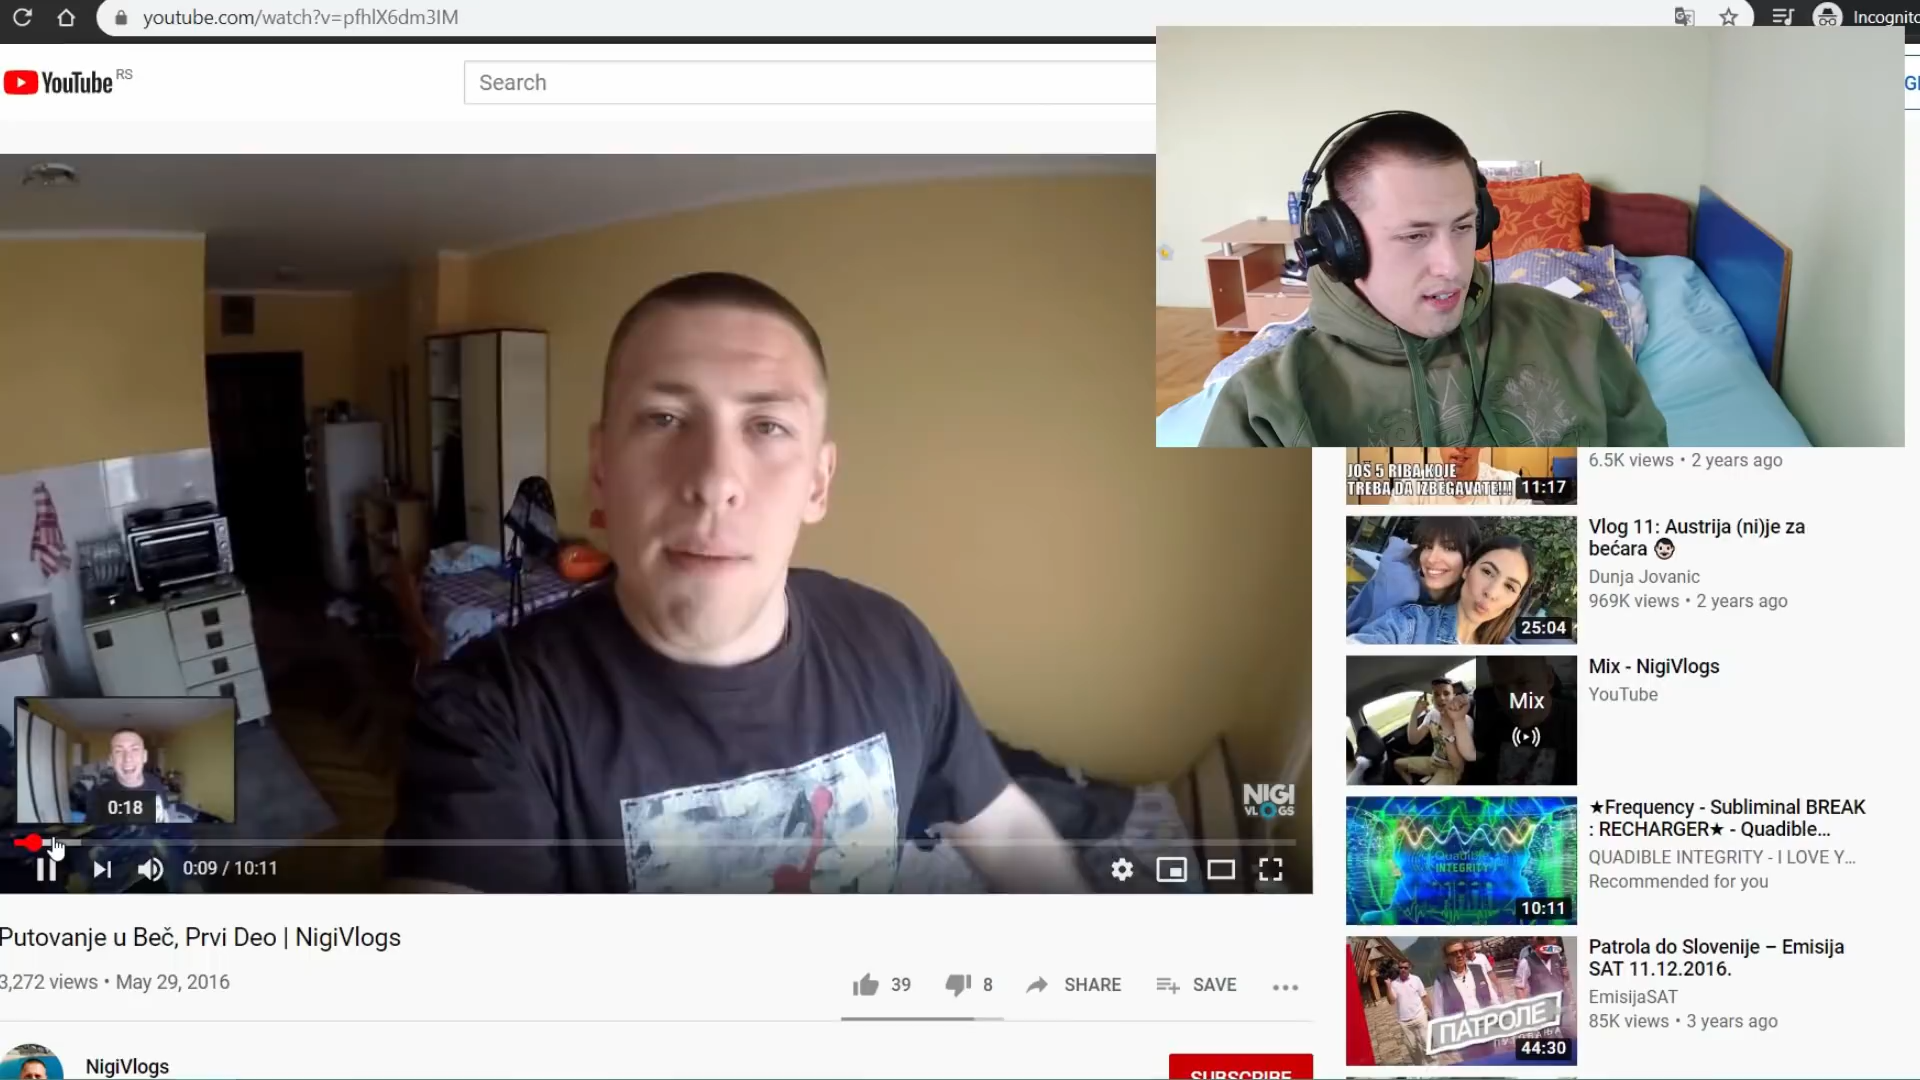 youtube.com/watch?v=pfhlX6dm3IM
Incognito
YouTube RS
Search
JOŠ 5 RIBA KOJE
TREBA DA IZBEGAVATE!!!
11:17
6.5K views • 2 years ago
Vlog 11: Austrija (ni)je za
bećara
Dunja Jovanic
969K views • 2 years ago
25:04
Mix - NigiVlogs
YouTube
Mix
★Frequency - Subliminal BREAK
: RECHARGER★ - Quadible...
QUADIBLE INTEGRITY - I LOVE Y...
Recommended for you
Quadible
INTEGRITY
10:11
Patrola do Slovenije – Emisija
SAT 11.12.2016.
EmisijaSAT
85K views • 3 years ago
ПАТРОЛЕ
44:30
NIGI
VLOGS
0:18
0:09 / 10:11
Putovanje u Beč, Prvi Deo | NigiVlogs
3,272 views • May 29, 2016
39
8
SHARE
SAVE
NigiVlogs
SUBSCRIBE